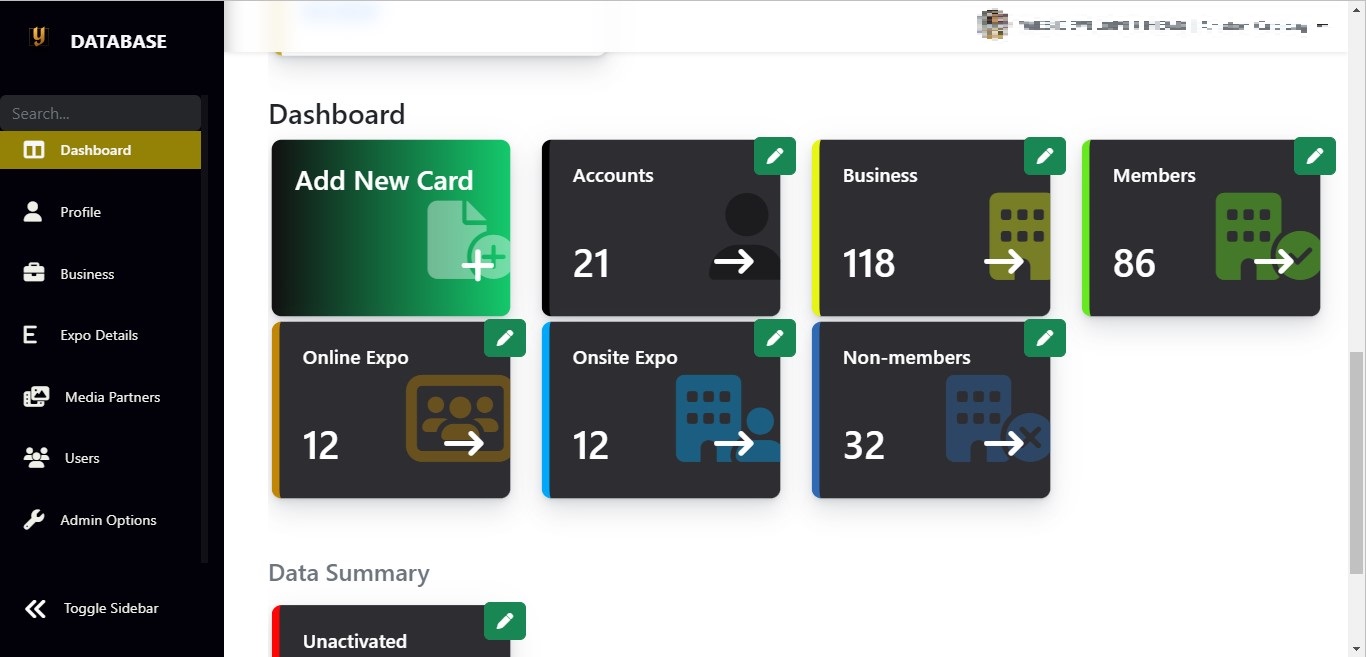 y
DATABASE
Search...
Dashboard
Profile
Business
E
Expo Details
Media Partners
Users
Admin Options
Toggle Sidebar
Dashboard
Add New Card
Accounts
21
Business
118
Members
86
Online Expo
12
Onsite Expo
12
Non-members
32
Data Summary
Unactivated